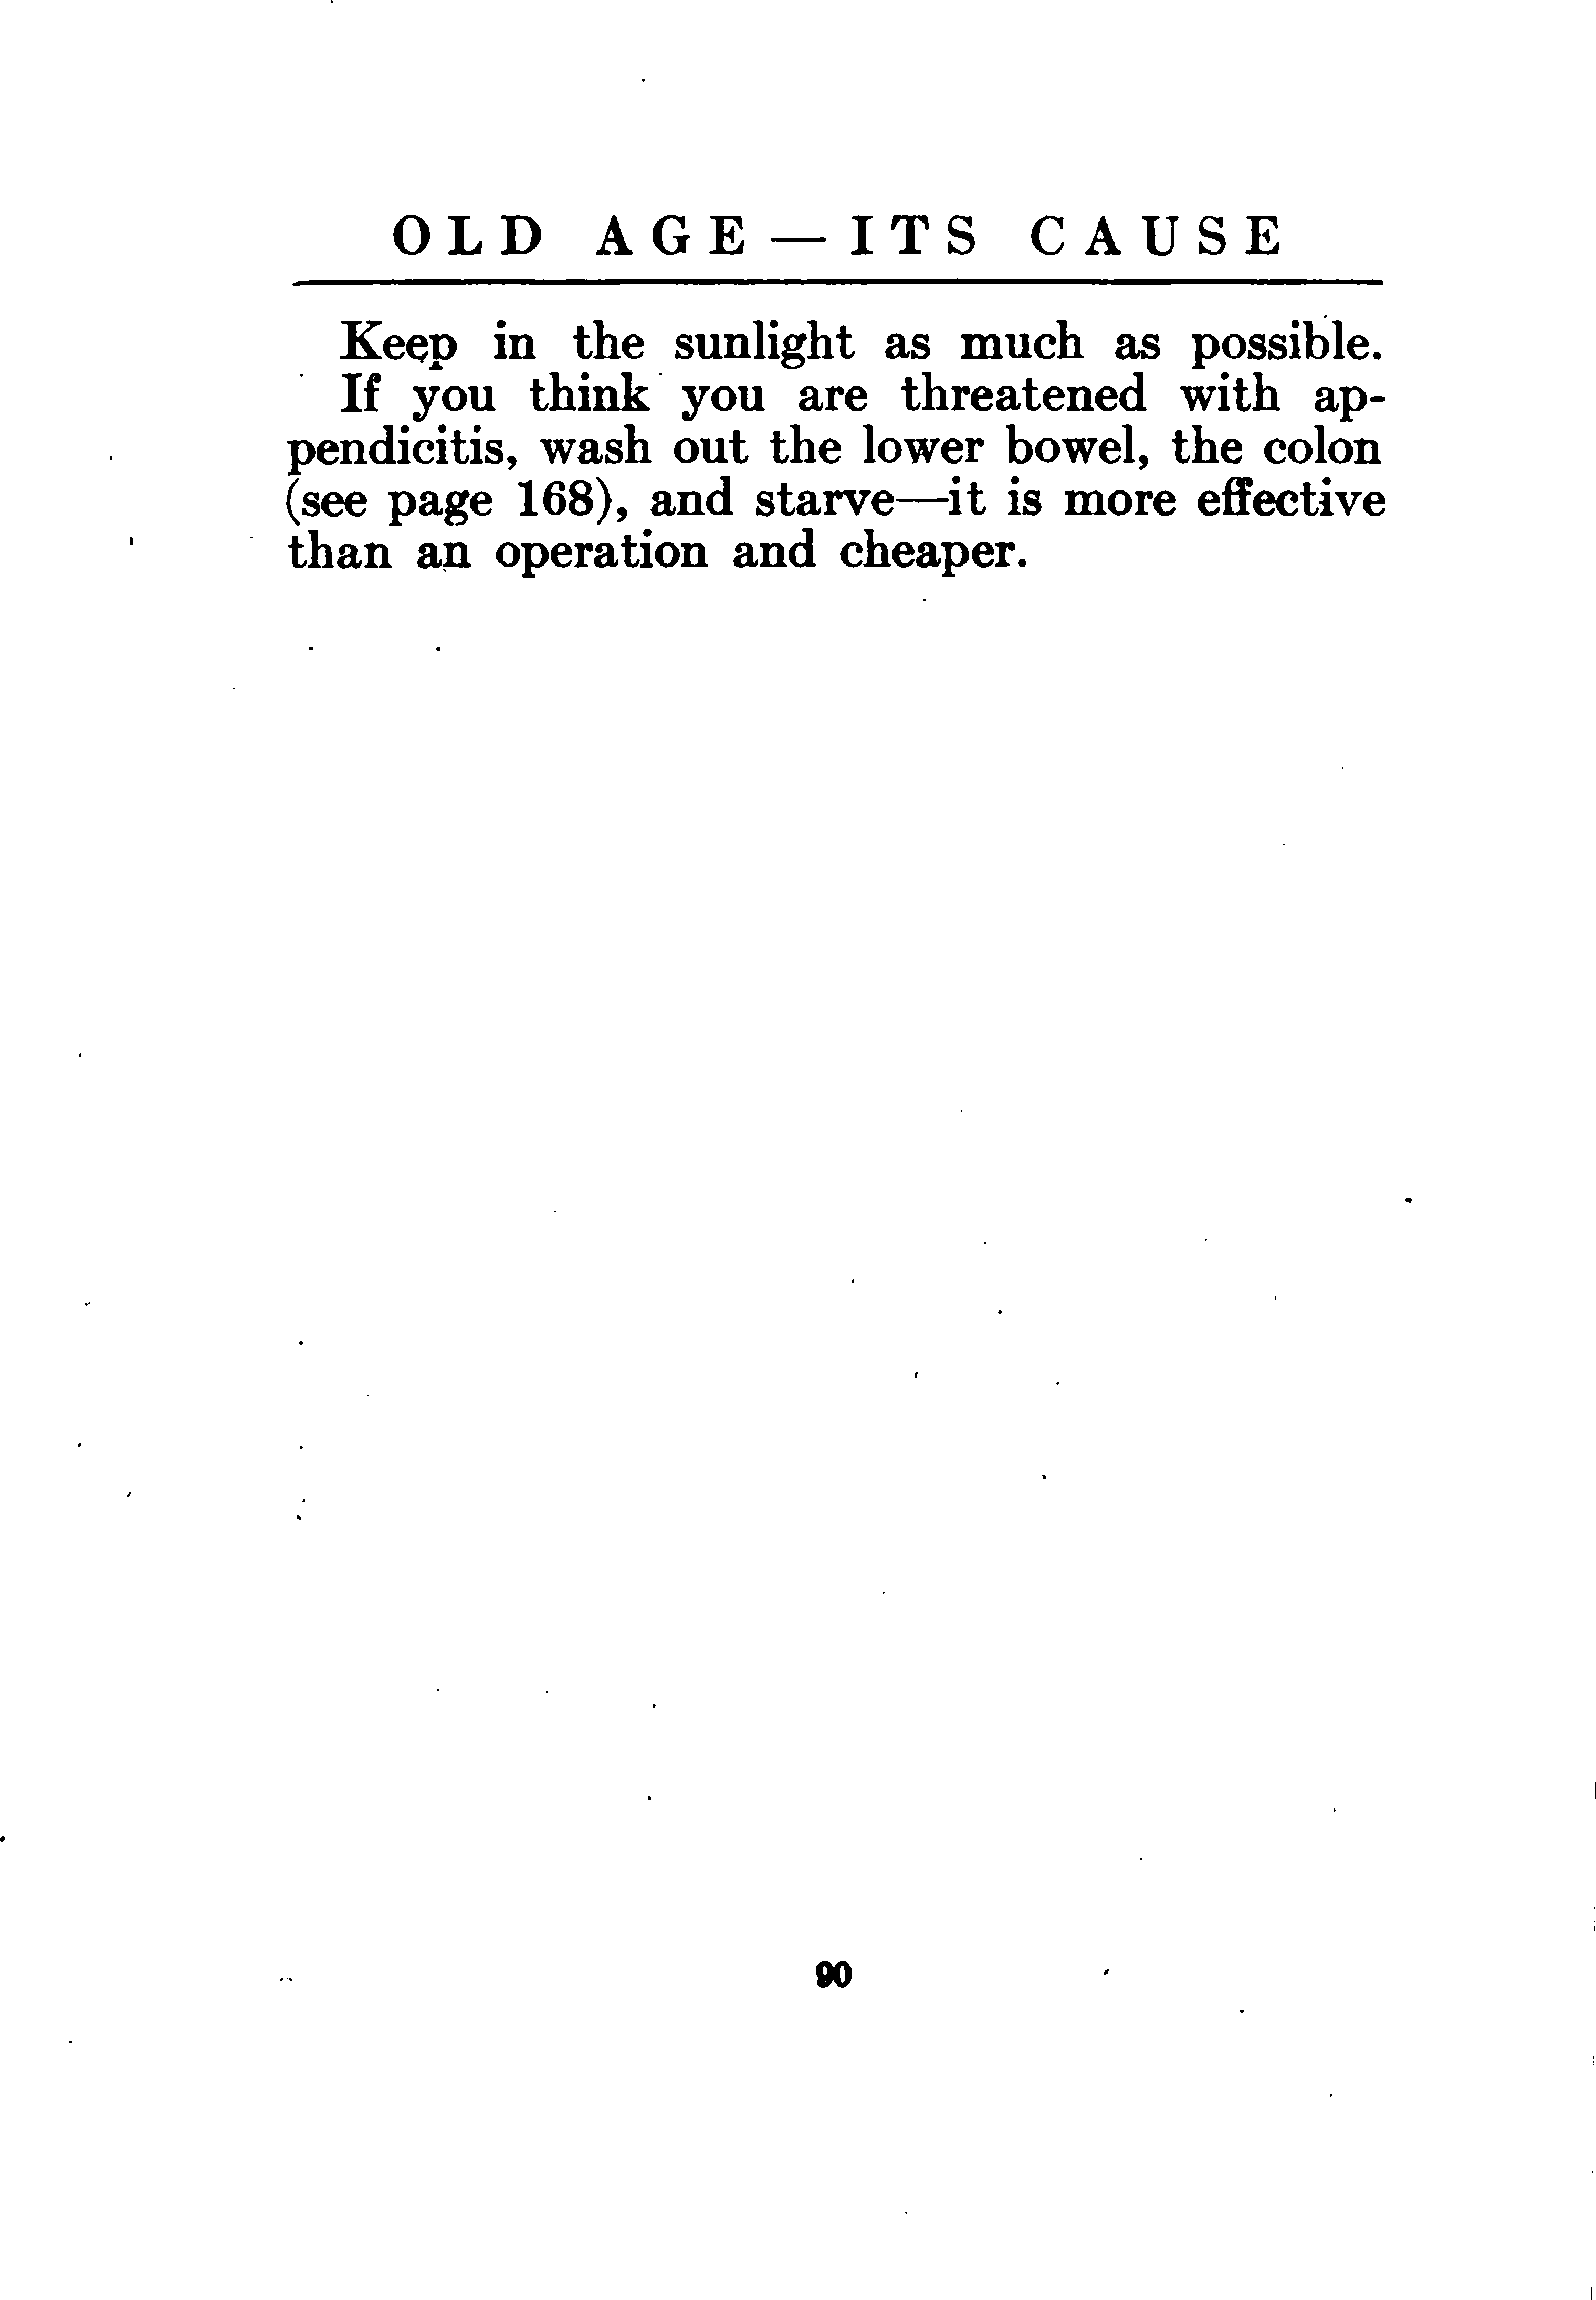 OLD AGE—ITS CAUSE
Keep in the sunlight as much as possible.
If you think you are threatened with ap-
pendicitis, wash out the lower bowel, the colon
(see page 168), and starve—it is more effective
than an operation and cheaper.
90